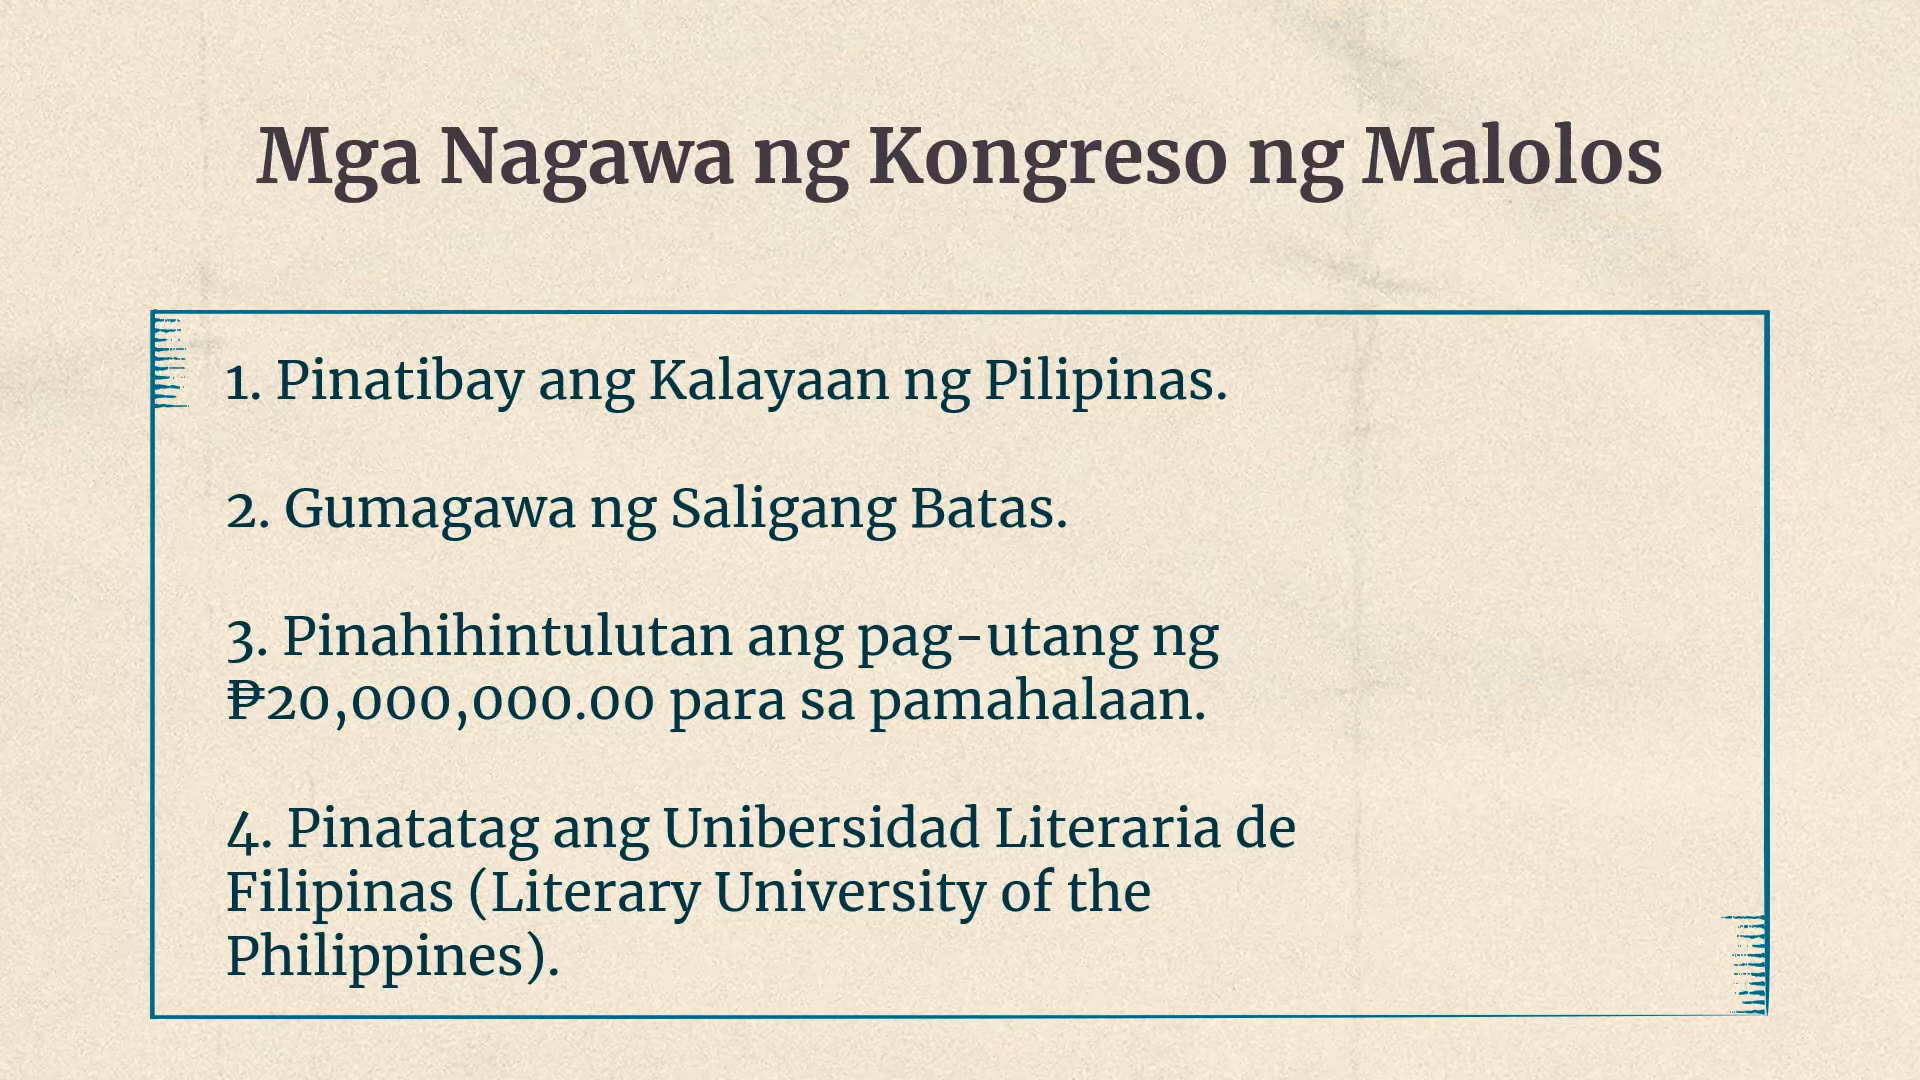 Mga Nagawa ng Kongreso ng Malolos
1. Pinatibay ang Kalayaan ng Pilipinas.
2. Gumagawa ng Saligang Batas.
3. Pinahihintulutan ang pag-utang ng
₱20,000,000.00 para sa pamahalaan.
4. Pinatatag ang Unibersidad Literaria de
Filipinas (Literary University of the
Philippines).